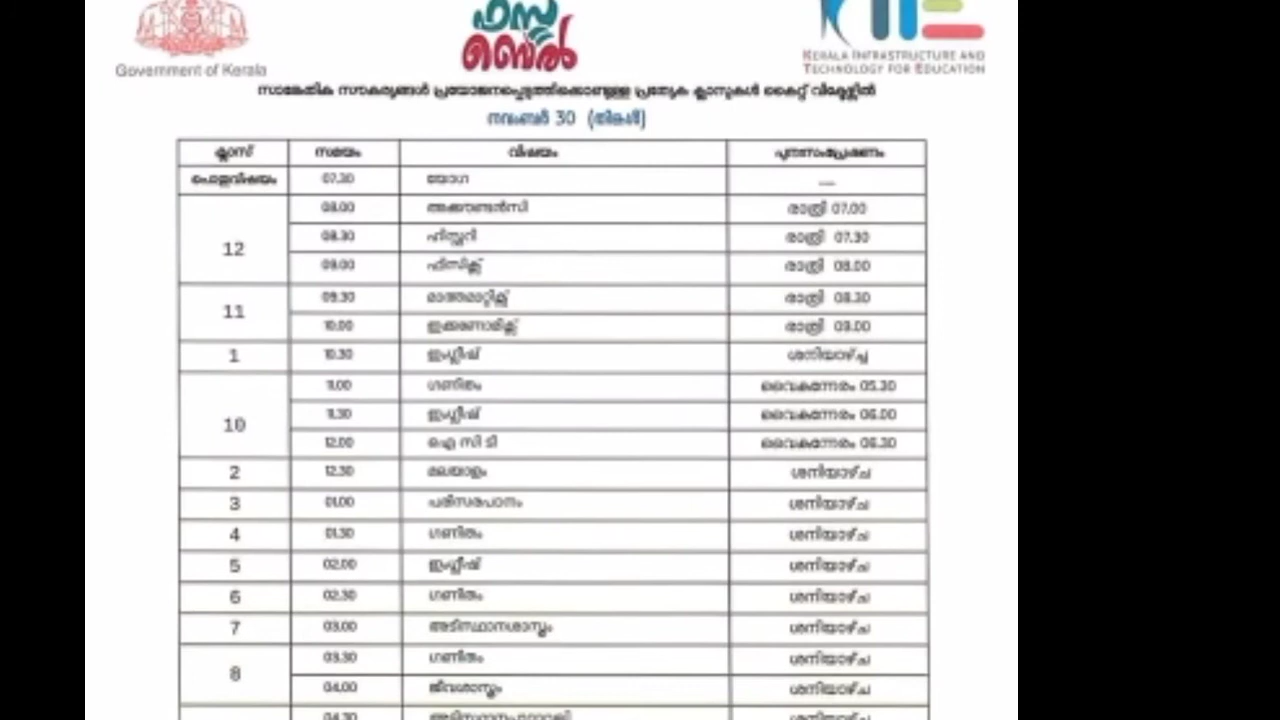 Government of Kerala
ഫസ്റ്റ്
ബെൽ
KERALA INFRASTRUCTURE AND
TECHNOLOGY FOR EDUCATION
സാങ്കേതിക സൗകര്യങ്ങൾ പ്രയോജനപ്പെടുത്തിക്കൊണ്ടുള്ള പ്രത്യേക ക്ലാസുകൾ കൈറ്റ് വിക്ടേഴ്സിൽ
നവംബർ 30 (തിങ്കൾ)
ക്ലാസ് സമയം വിഷയം പുനഃസംപ്രേഷണം
പൊതുവിഷയം 07.30 യോഗ ---
12 08.00 അക്കൗണ്ടൻസി രാത്രി 07.00
08.30 ഹിസ്റ്ററി രാത്രി 07.30
09.00 ഫിസിക്സ് രാത്രി 08.00
11 09.30 മാത്തമാറ്റിക്സ് രാത്രി 08.30
10.00 ഇക്കണോമിക്സ് രാത്രി 09.00
1 10.30 ഇംഗ്ലീഷ് ശനിയാഴ്ച്ച
10 11.00 ഗണിതം വൈകുന്നേരം 05.30
11.30 ഇംഗ്ലീഷ് വൈകുന്നേരം 06.00
12.00 ഐ സി ടി വൈകുന്നേരം 06.30
2 12.30 മലയാളം ശനിയാഴ്ച
3 01.00 പരിസരപഠനം ശനിയാഴ്ച
4 01.30 ഗണിതം ശനിയാഴ്ച
5 02.00 ഇംഗ്ലീഷ് ശനിയാഴ്ച
6 02.30 ഗണിതം ശനിയാഴ്ച
7 03.00 അടിസ്ഥാനശാസ്ത്രം ശനിയാഴ്ച
8 03.30 ഗണിതം ശനിയാഴ്ച
04.00 ജീവശാസ്ത്രം ശനിയാഴ്ച
04.30 ശനിയാഴ്ച